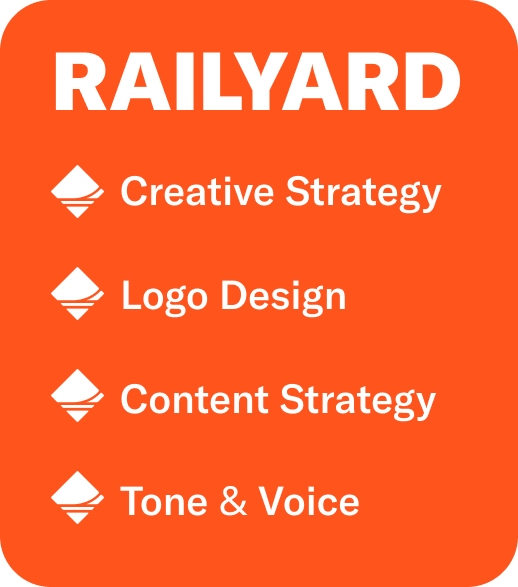 RAILYARD
Creative Strategy
Logo Design
Content Strategy
Tone & Voice